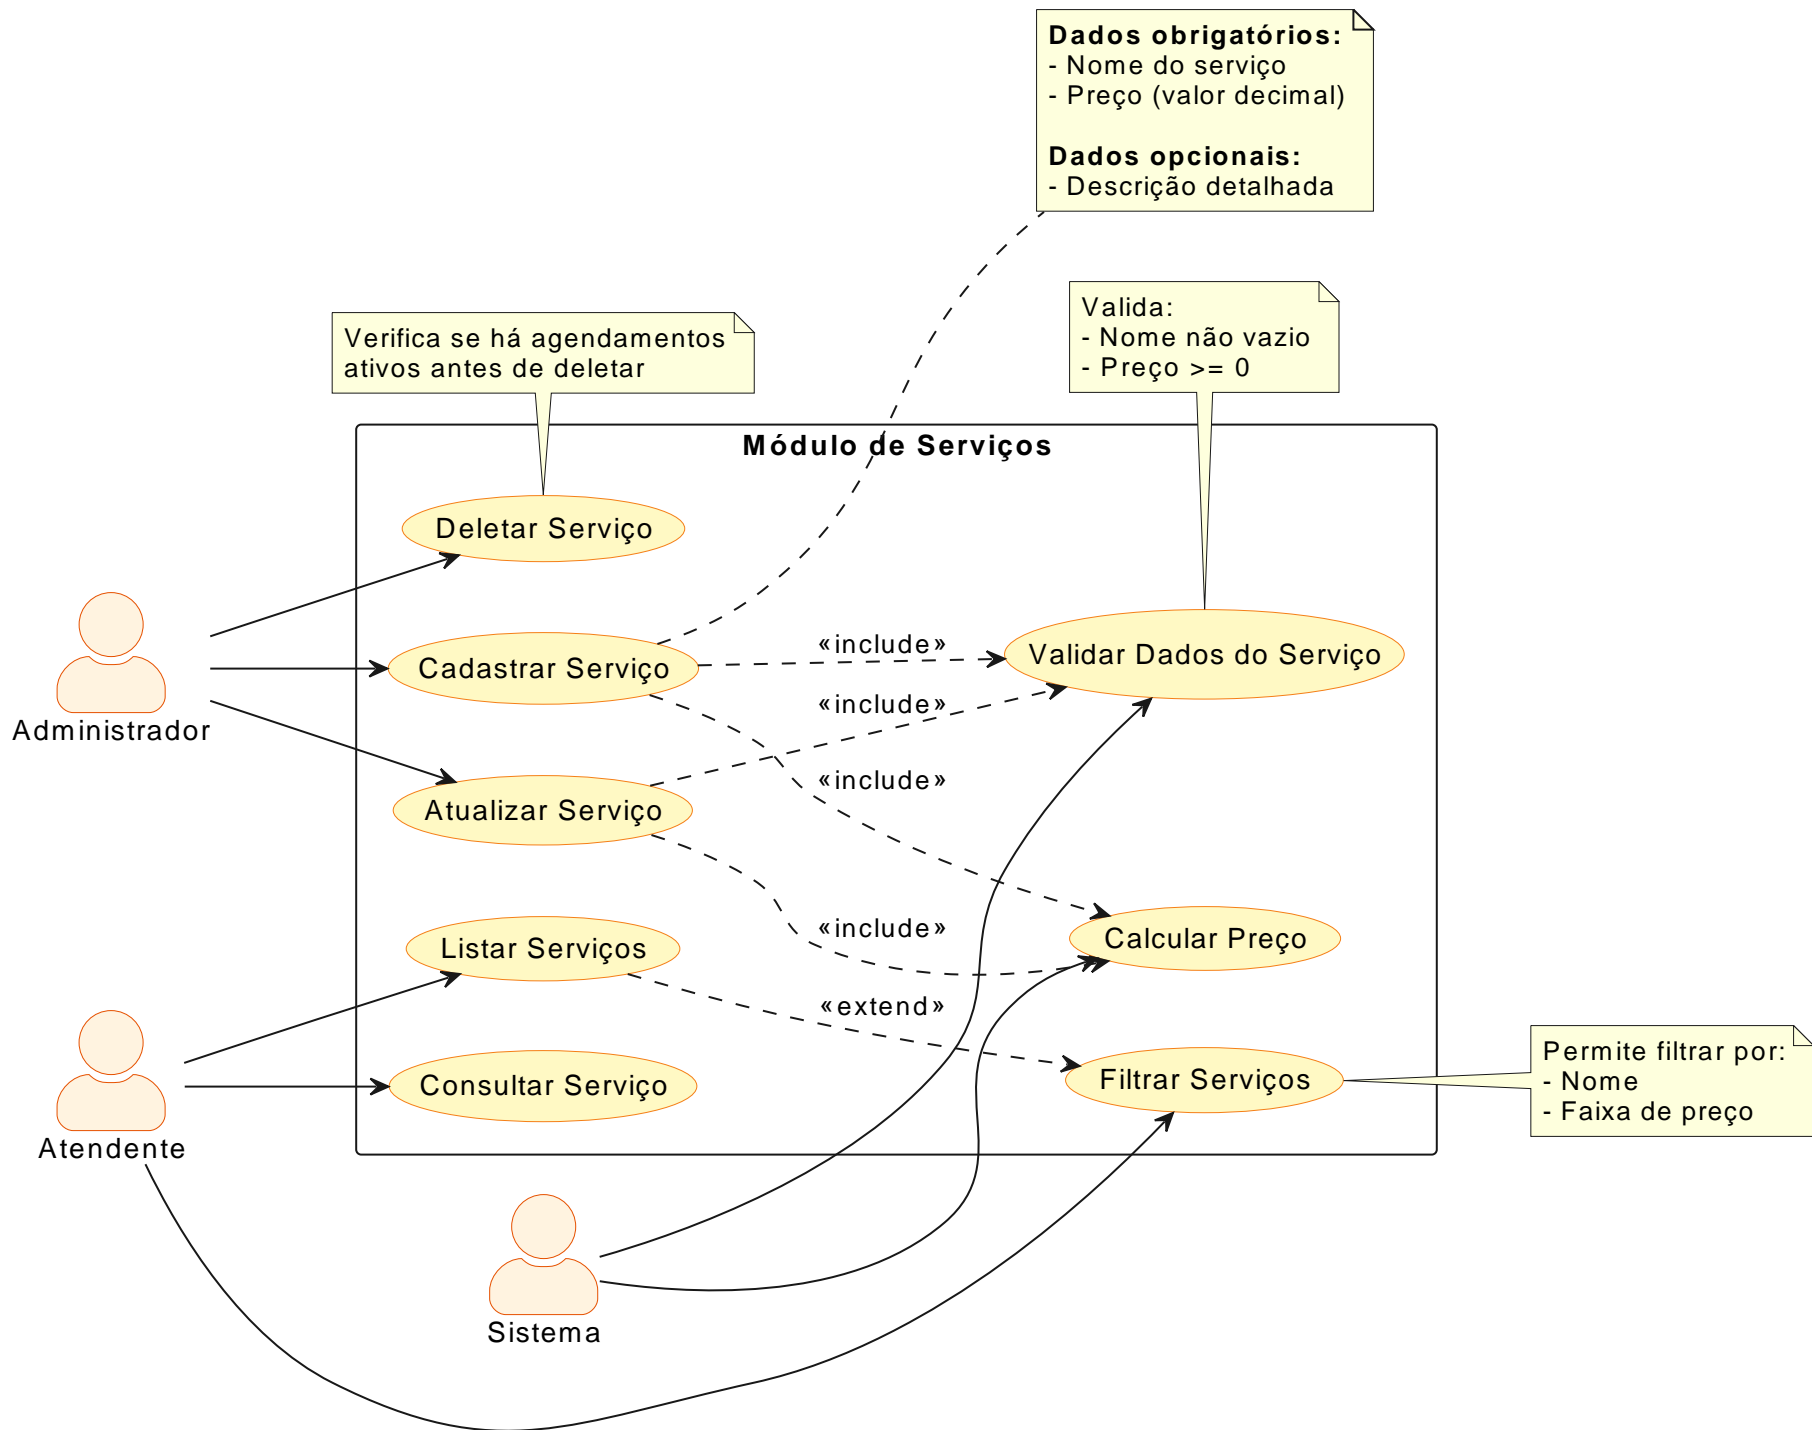 Dados obrigatórios:
- Nome do serviço
- Preço (valor decimal)
Dados opcionais:
- Descrição detalhada
Valida:
- Nome não vazio
- Preço >= 0
Verifica se há agendamentos
ativos antes de deletar
Módulo de Serviços
Deletar Serviço
Cadastrar Serviço
«include»
Validar Dados do Serviço
«include»
Administrador
«include»
Atualizar Serviço
«include»
Calcular Preço
Listar Serviços
«extend»
Consultar Serviço
Filtrar Serviços
Permite filtrar por:
- Nome
- Faixa de preço
Atendente
Sistema